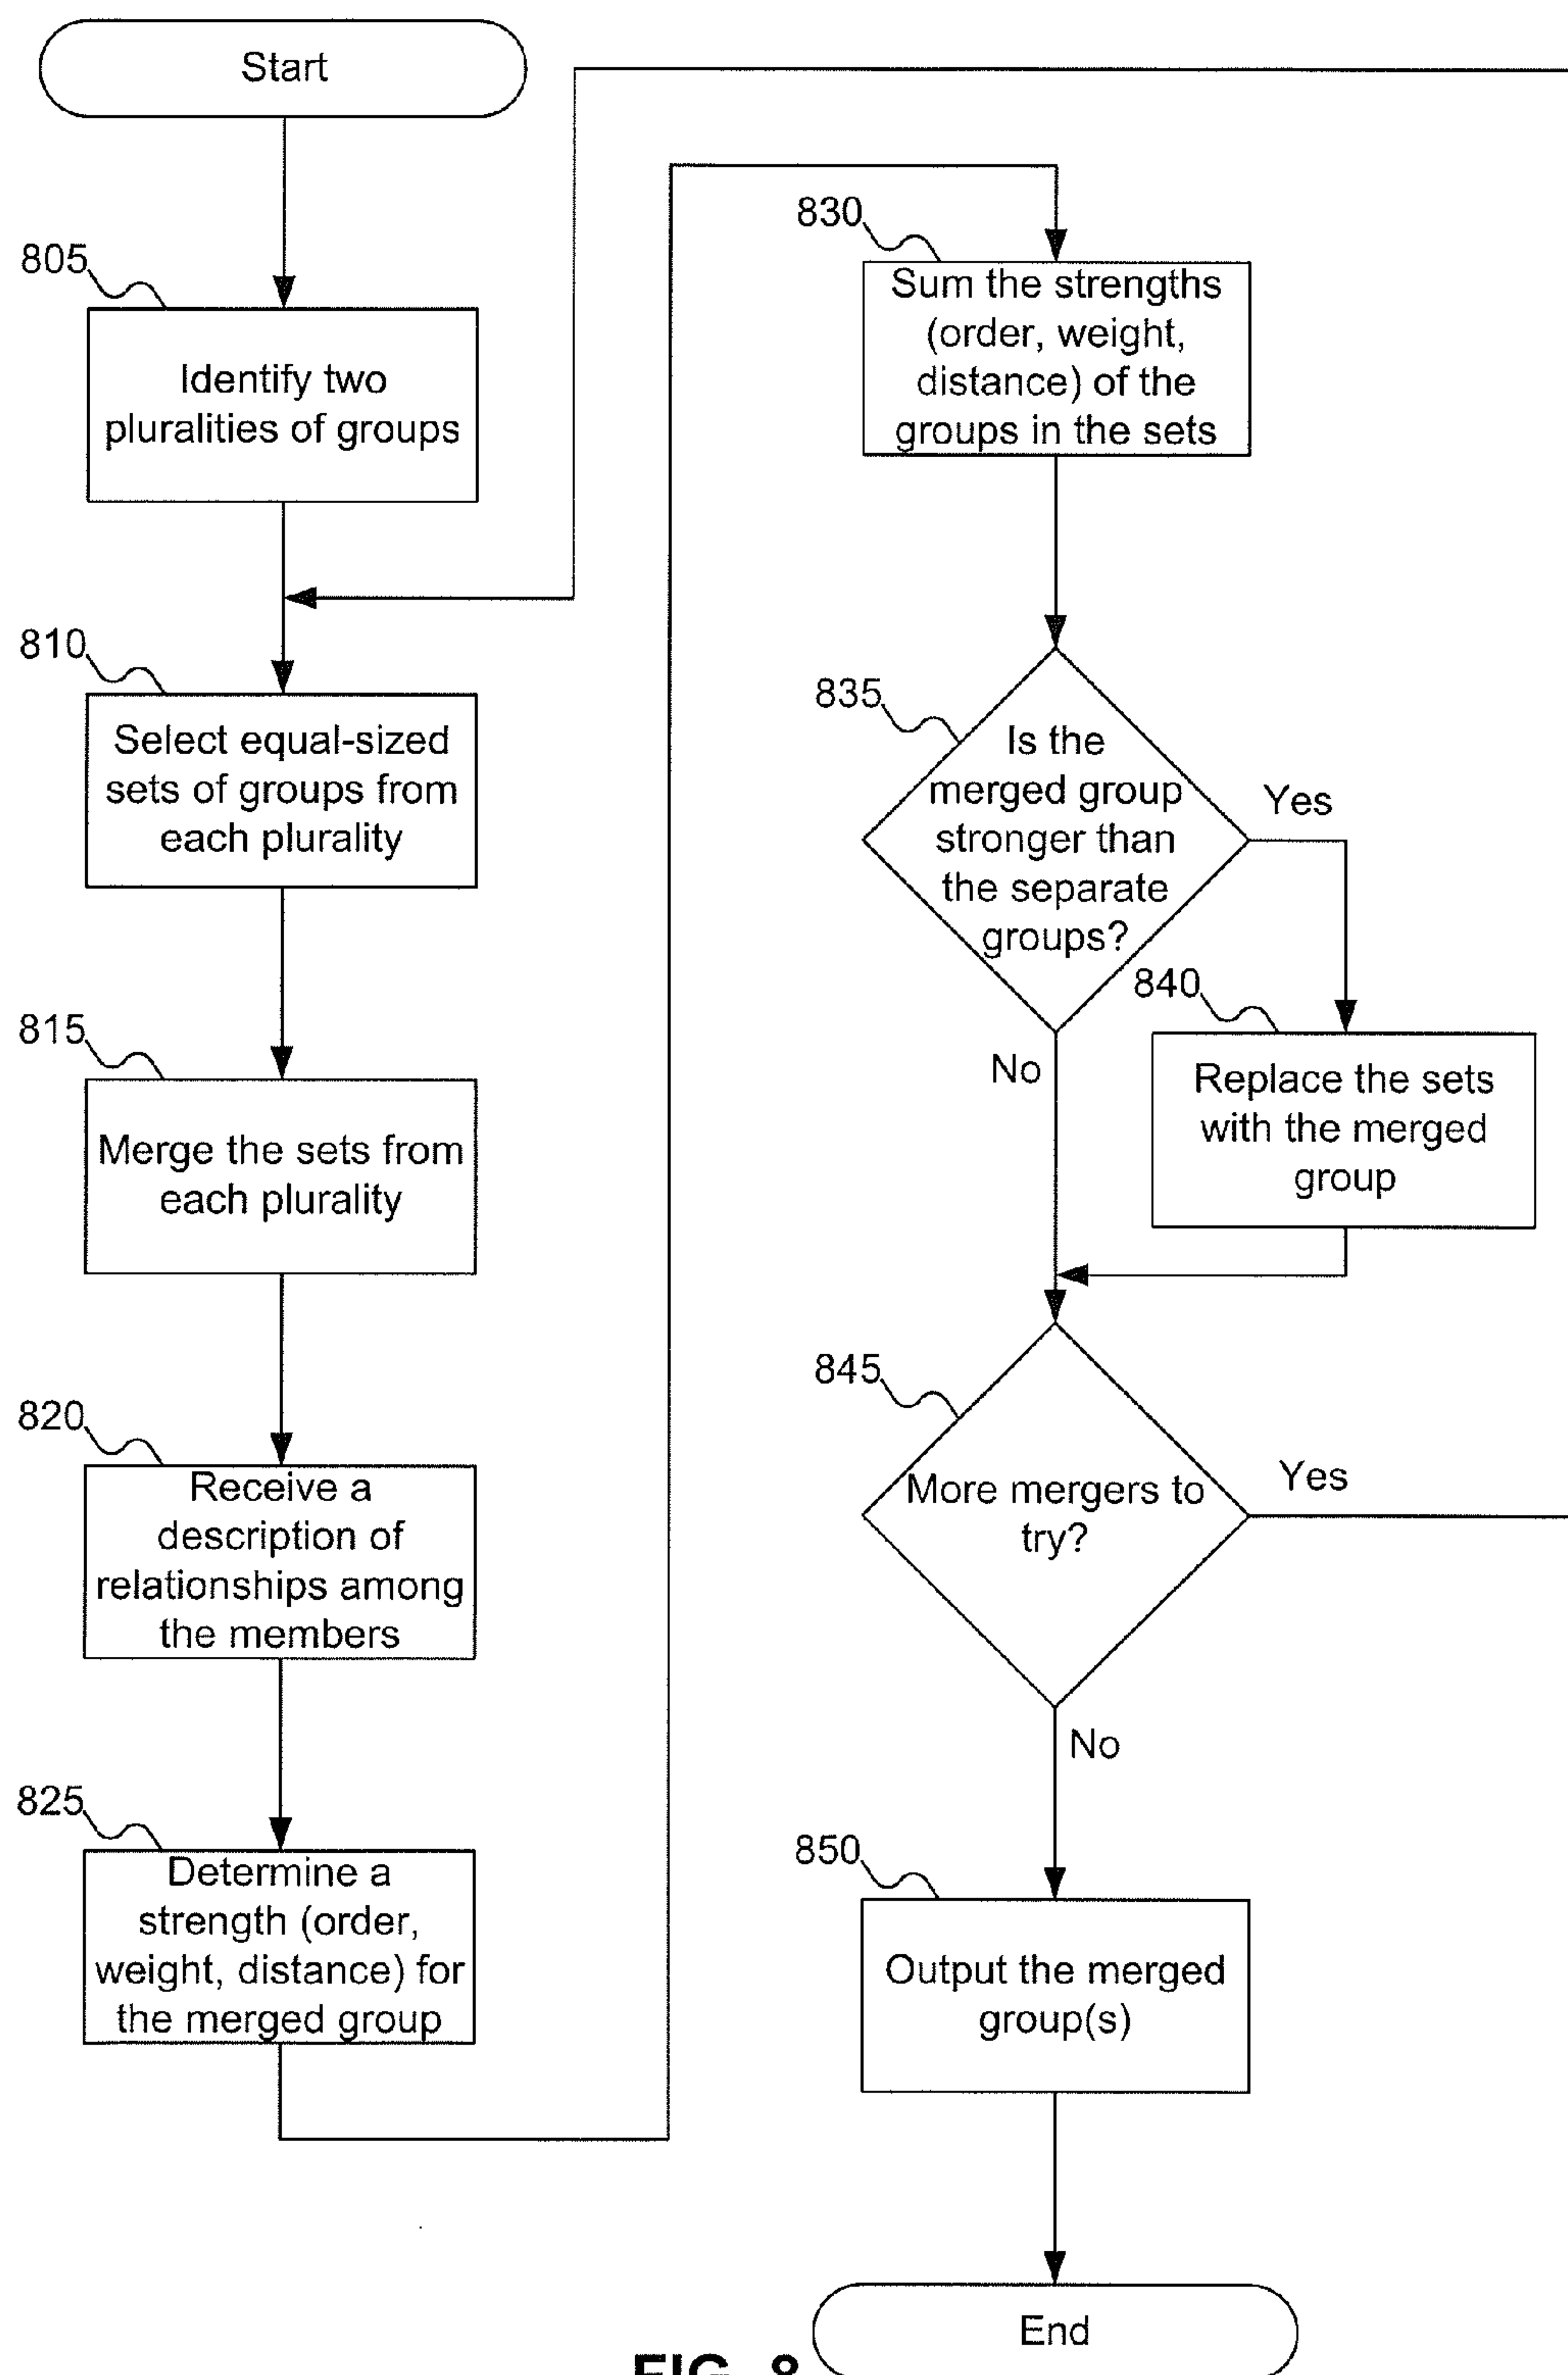 Start
805
Identify two
pluralities of groups
810
Select equal-sized
sets of groups from
each plurality
815
Merge the sets from
each plurality
820
Receive a
description of
relationships among
the members
825
Determine a
strength (order,
weight, distance) for
the merged group
830
Sum the strengths
(order, weight,
distance) of the
groups in the sets
835
Is the
merged group
stronger than
the separate
groups?
Yes
No
840
Replace the sets
with the merged
group
845
More mergers to
try?
Yes
No
850
Output the merged
group(s)
End
FIG. 8